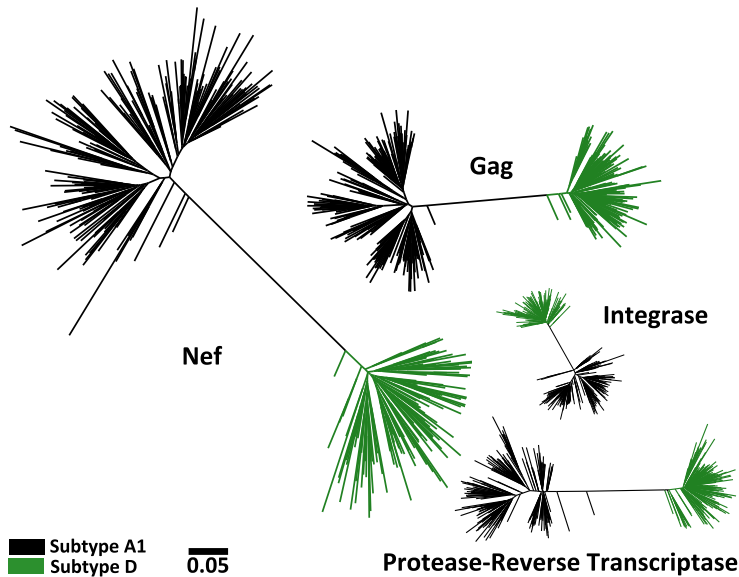 Gag
Integrase
Nef
Subtype A1
Subtype D
0.05
Protease-Reverse Transcriptase